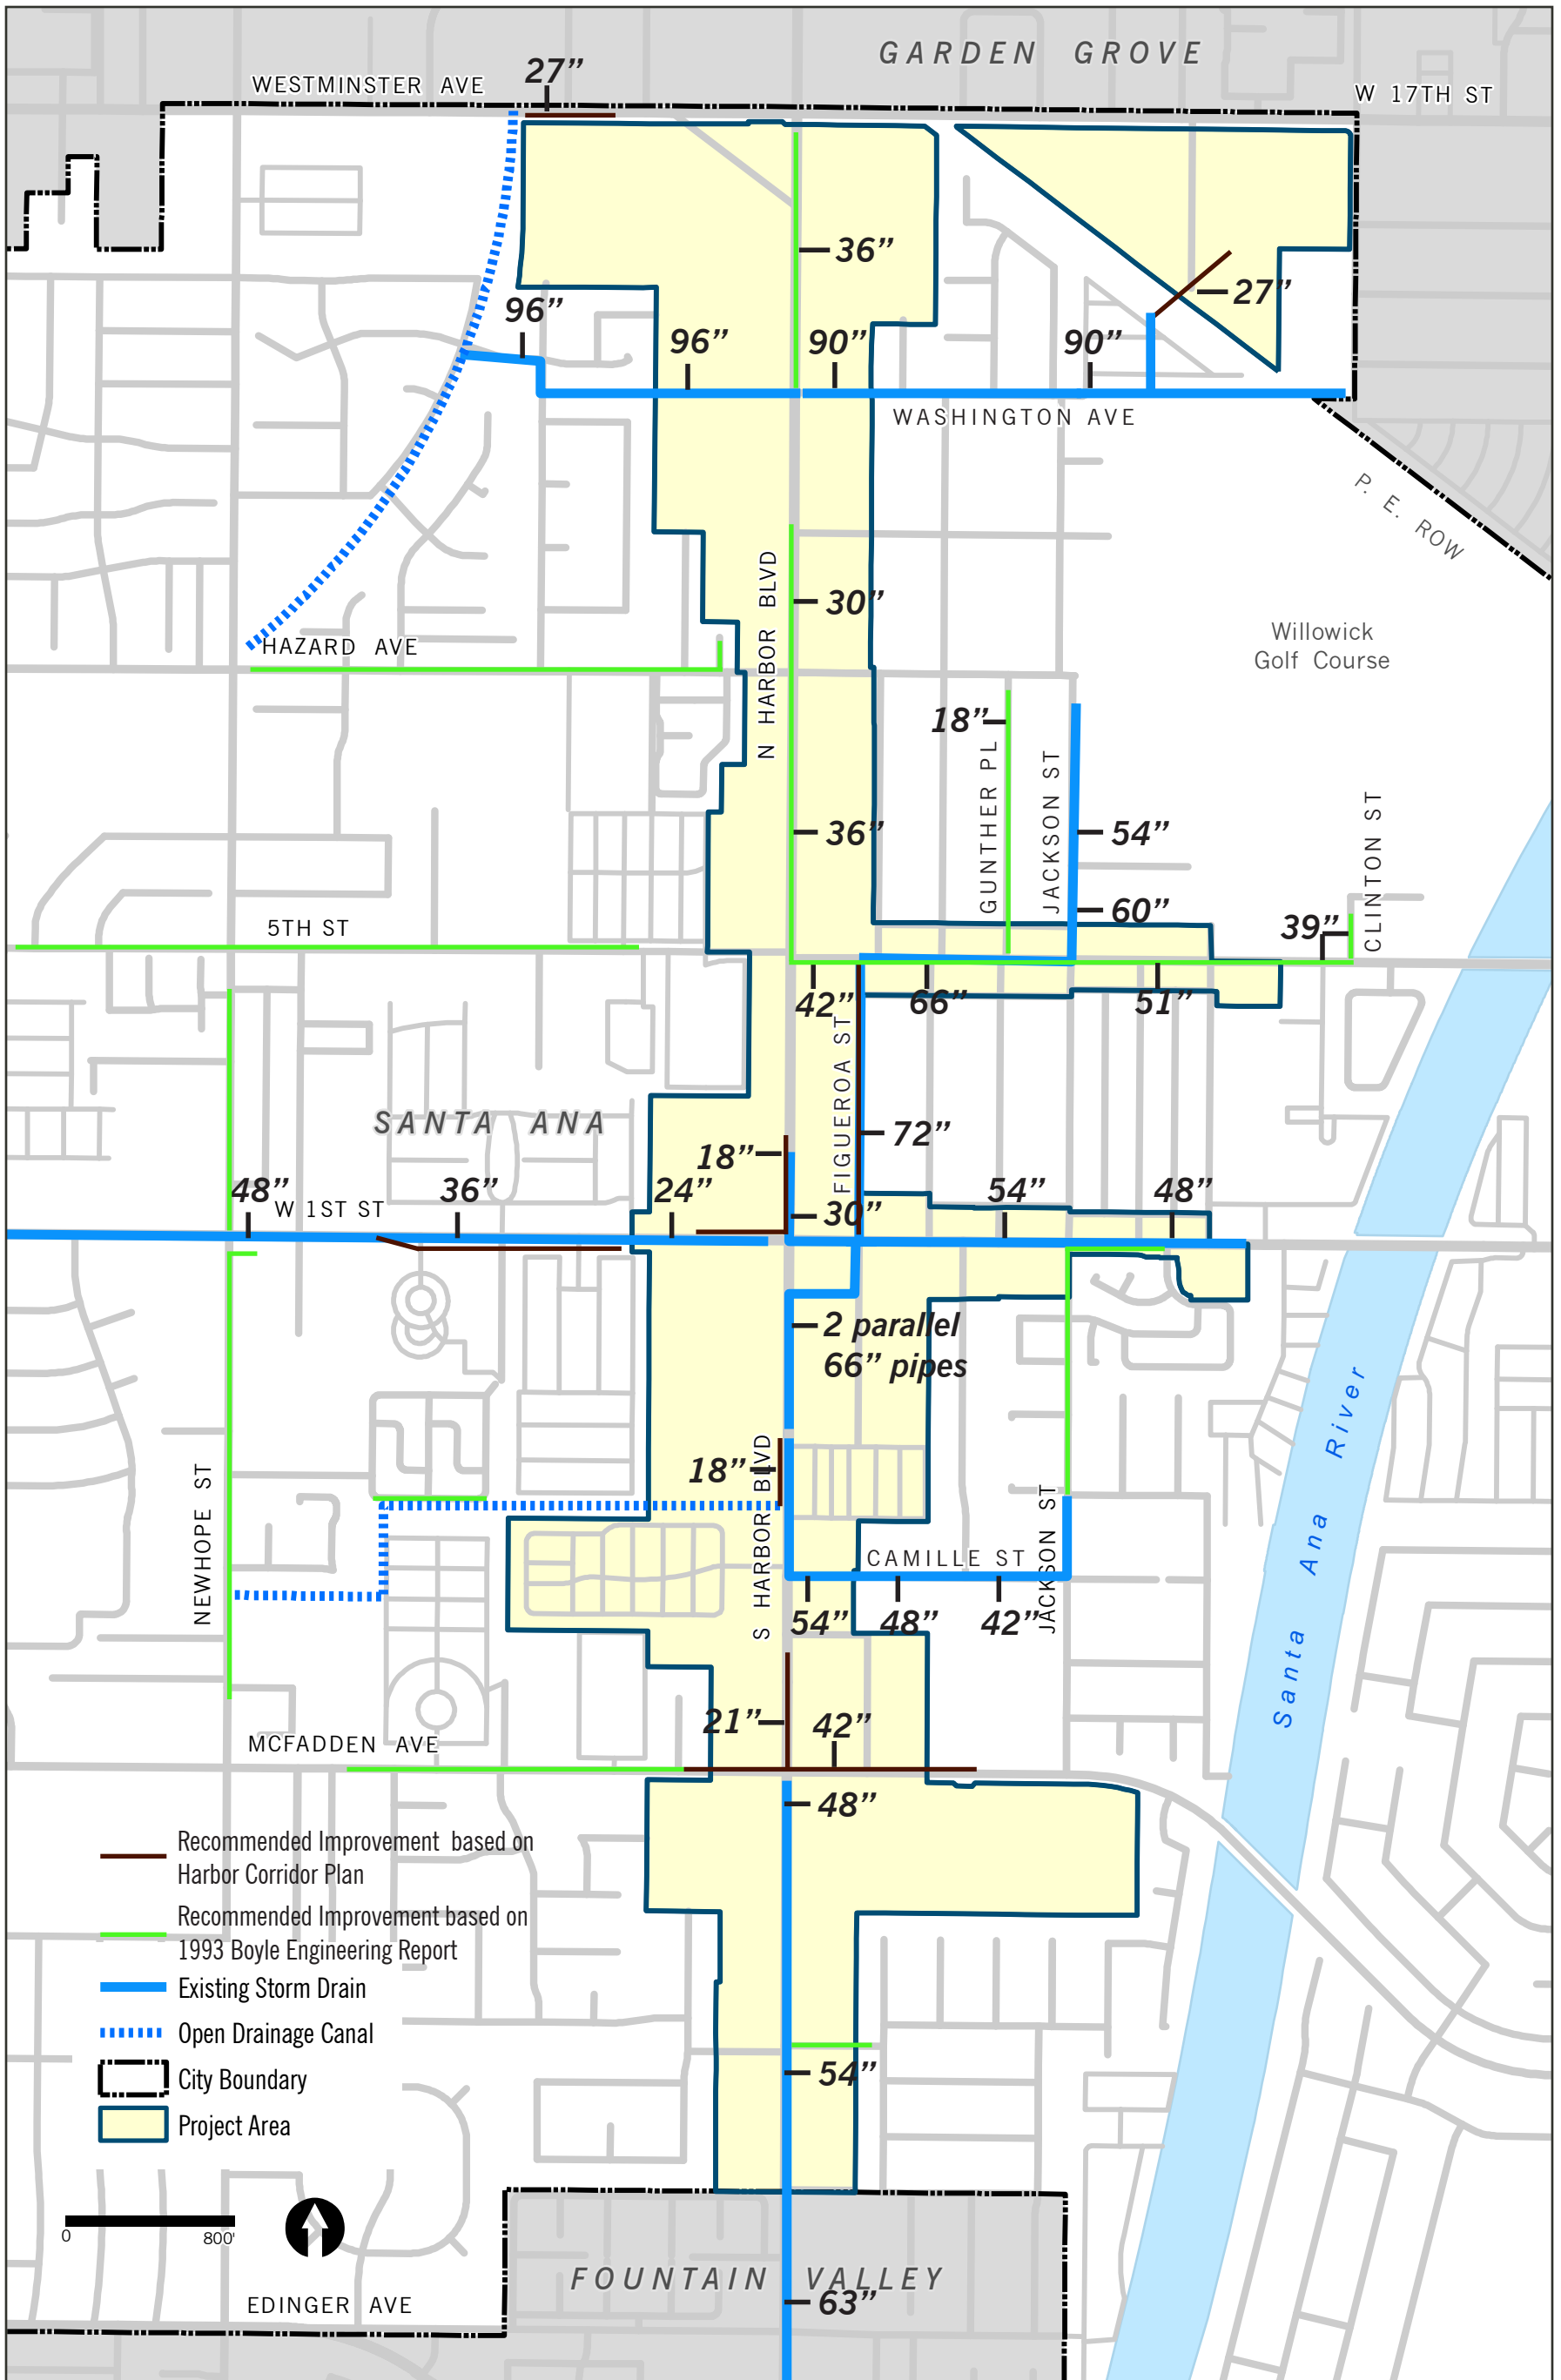 GARDEN GROVE
WESTMINSTER AVE
27”
W 17TH ST
36”
27”
96”
96”
90”
90”
WASHINGTON AVE
P. E. ROW
N HARBOR BLVD
30”
Willowick
Golf Course
HAZARD AVE
18”
GUNTHER PL
JACKSON ST
54”
36”
60”
CLINTON ST
39”
5TH ST
42”
66”
51”
FIGUEROA ST
SANTA ANA
72”
18”
48”
W 1ST ST
36”
24”
30”
54”
48”
2 parallel
66” pipes
Santa Ana River
NEWHOPE ST
18”
S HARBOR BLVD
CAMILLE ST
JACKSON ST
54”
48”
42”
21”
42”
MCFADDEN AVE
48”
Recommended Improvement based on
Harbor Corridor Plan
Recommended Improvement based on
1993 Boyle Engineering Report
Existing Storm Drain
Open Drainage Canal
City Boundary
Project Area
54”
0
800'
FOUNTAIN VALLEY
63”
EDINGER AVE